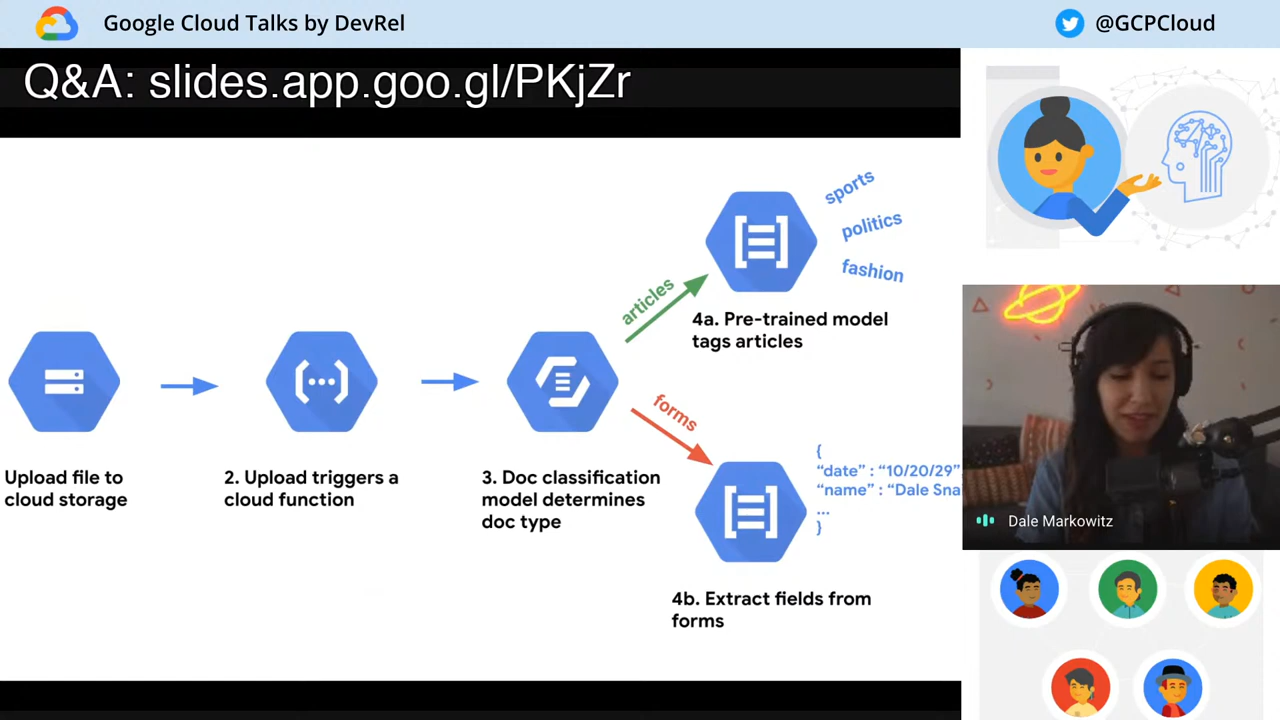 Google Cloud Talks by DevRel
@GCPCloud
Q&A: slides.app.goo.gl/PKjZr
sports
politics
fashion
articles
4a. Pre-trained model
tags articles
forms
Upload file to
cloud storage
2. Upload triggers a
cloud function
3. Doc classification
model determines
doc type
{
“date” : “10/20/29”
“name” : “Dale Sna
...
}
4b. Extract fields from
forms
Dale Markowitz